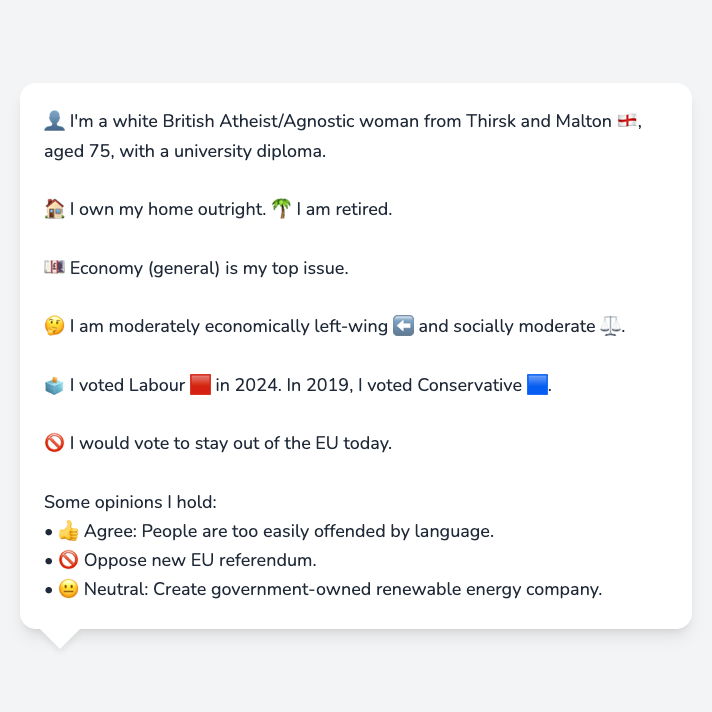 👤 I'm a white British Atheist/Agnostic woman from Thirsk and Malton 🏴󠁧󠁢󠁥󠁮󠁧󠁿,
aged 75, with a university diploma.
🏠 I own my home outright. 🌴 I am retired.
💷 Economy (general) is my top issue.
🤔 I am moderately economically left-wing ⬅️ and socially moderate ⚖️.
🗳️ I voted Labour 🟥 in 2024. In 2019, I voted Conservative 🟦.
🚫 I would vote to stay out of the EU today.
Some opinions I hold:
• 👍 Agree: People are too easily offended by language.
• 🚫 Oppose new EU referendum.
• 😐 Neutral: Create government-owned renewable energy company.